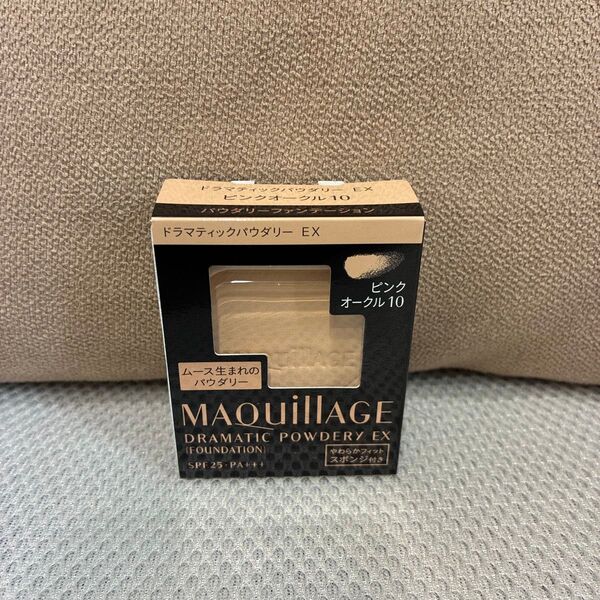 ドラマティックパウダリー EX
ピンクオークル10
パウダリーファンデーション
ドラマティックパウダリー EX
ピンク
オークル10
ムース生まれの
パウダリー
MAQuillAGE
DRAMATIC POWDERY EX
[FOUNDATION]
やわらかフィット
スポンジ付き
SPF25・PA+++